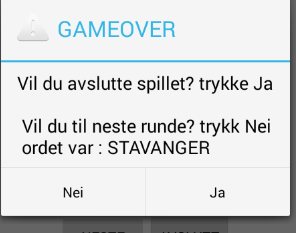 GAMEOVER
Vil du avslutte spillet? trykke Ja
Vil du til neste runde? trykk Nei
ordet var : STAVANGER
Nei
Ja